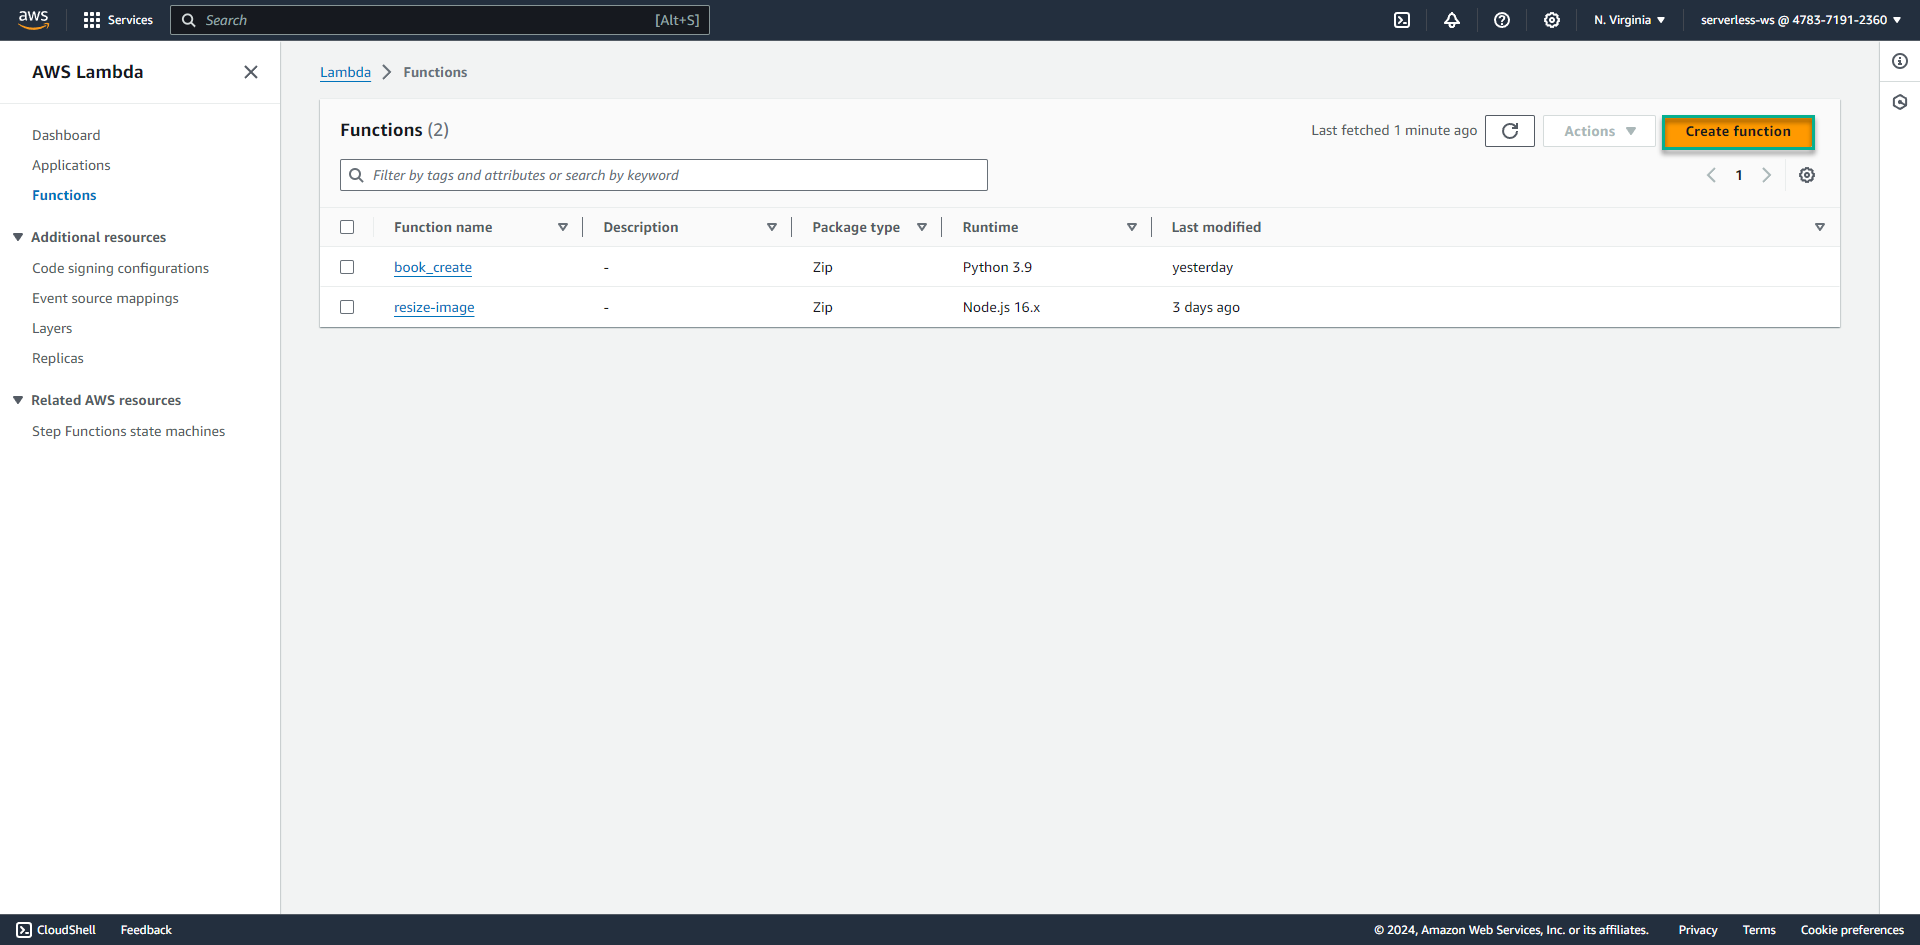 aws Services Search [Alt+S] N. Virginia serverless-ws @ 4783-7191-2360
AWS Lambda
Dashboard
Applications
Functions
Additional resources
Code signing configurations
Event source mappings
Layers
Replicas
Related AWS resources
Step Functions state machines
Lambda Functions
Functions (2) Last fetched 1 minute ago Actions Create function
Filter by tags and attributes or search by keyword 1
Function name Description Package type Runtime Last modified
book_create - Zip Python 3.9 yesterday
resize-image - Zip Node.js 16.x 3 days ago
CloudShell Feedback © 2024, Amazon Web Services, Inc. or its affiliates. Privacy Terms Cookie preferences